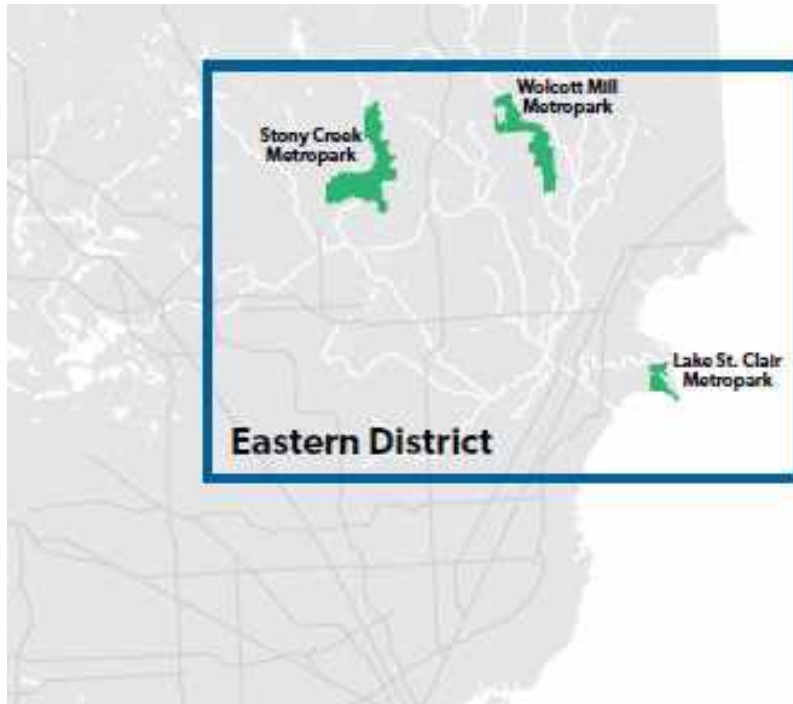 Wolcott Mill
Metropark
Stony Creek
Metropark
Lake St. Clair
Metropark
Eastern District